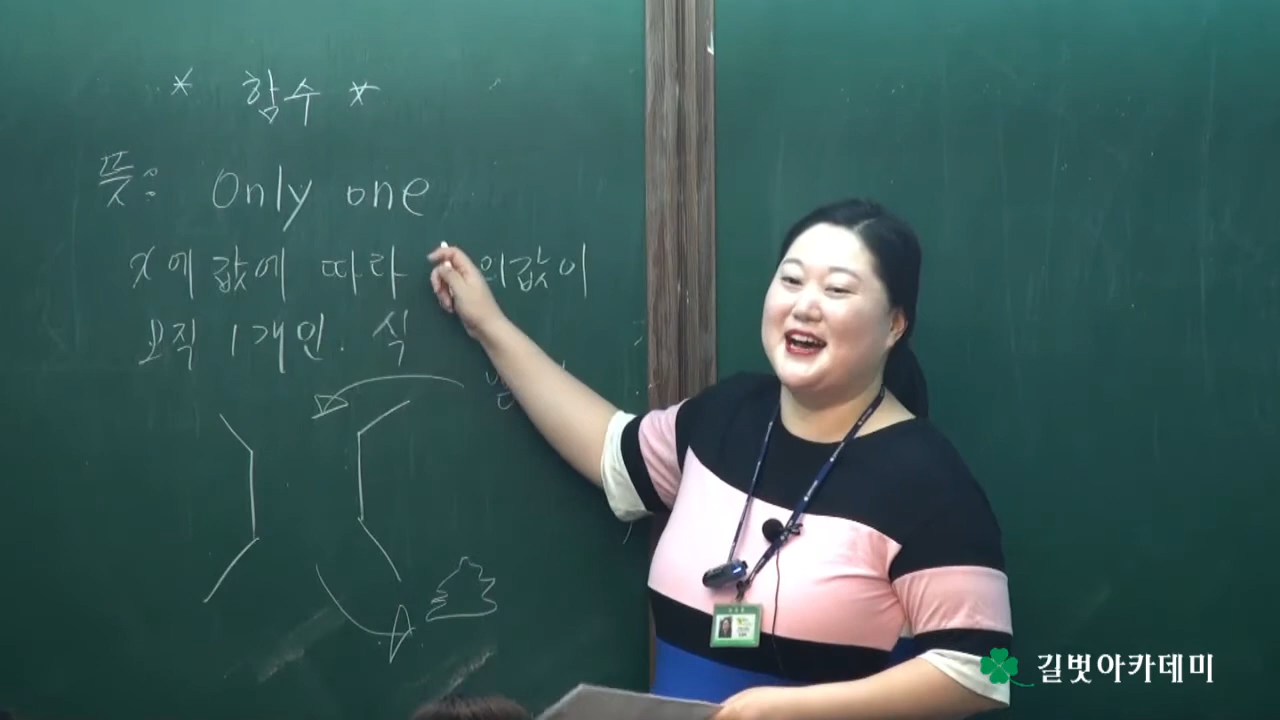 * 함수 *
뜻: Only one
x에 값에 따라 의값이
오직 1개인. 식
길벗아카데미